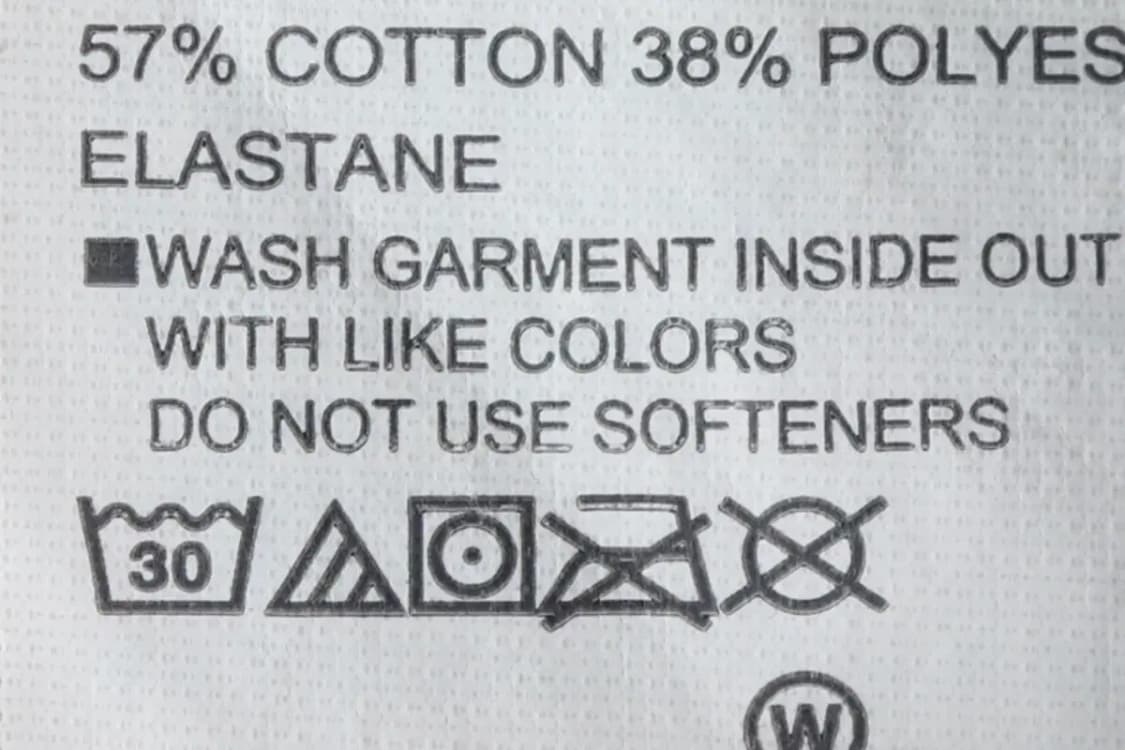 57% COTTON 38% POLYES
ELASTANE
■WASH GARMENT INSIDE OUT
WITH LIKE COLORS
DO NOT USE SOFTENERS
30
W